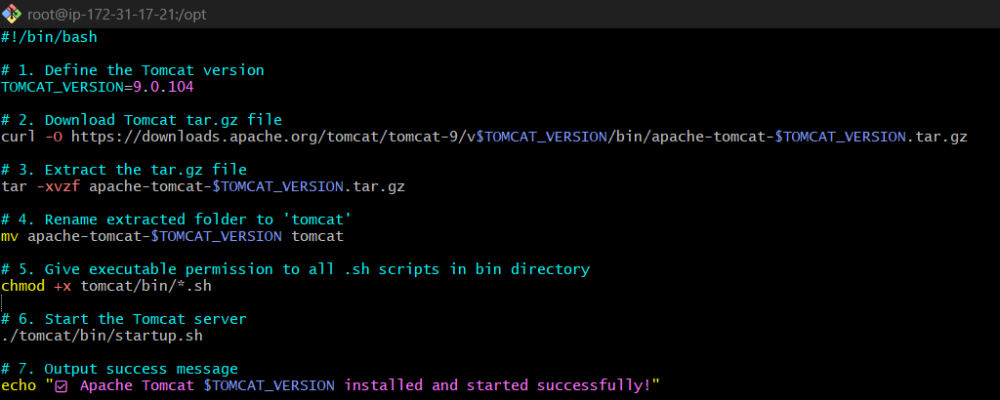 root@ip-172-31-17-21:/opt
#!/bin/bash
# 1. Define the Tomcat version
TOMCAT_VERSION=9.0.104
# 2. Download Tomcat tar.gz file
curl -O https://downloads.apache.org/tomcat/tomcat-9/v$TOMCAT_VERSION/bin/apache-tomcat-$TOMCAT_VERSION.tar.gz
# 3. Extract the tar.gz file
tar -xvzf apache-tomcat-$TOMCAT_VERSION.tar.gz
# 4. Rename extracted folder to 'tomcat'
mv apache-tomcat-$TOMCAT_VERSION tomcat
# 5. Give executable permission to all .sh scripts in bin directory
chmod +x tomcat/bin/*.sh
# 6. Start the Tomcat server
./tomcat/bin/startup.sh
# 7. Output success message
echo "☑ Apache Tomcat $TOMCAT_VERSION installed and started successfully!"